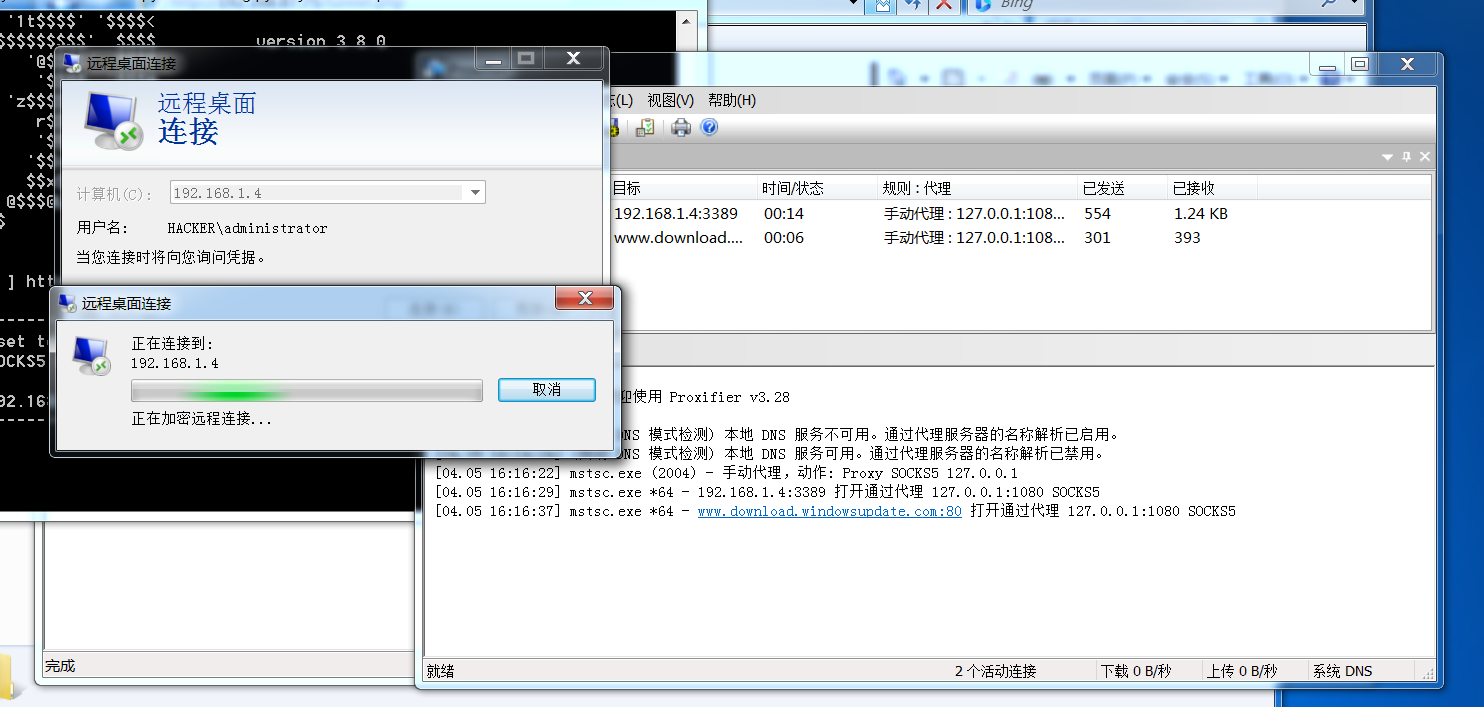 '1t$$$$' '$$$$<
$$$$$$$$$' $$$$ version 3.8.0
'@$
'$
'z$$$
r$
'$
'$$
$$x
@$$$@
$
] htt
set t
OCKS5
02.16
Bing
远程桌面连接
远程桌面
连接
计算机(C): 192.168.1.4
用户名: HACKER\administrator
当您连接时将向您询问凭据。
远程桌面连接
正在连接到:
192.168.1.4
取消
正在加密远程连接...
(L) 视图(V) 帮助(H)
目标 时间/状态 规则 : 代理 已发送 已接收
192.168.1.4:3389 00:14 手动代理 : 127.0.0.1:108... 554 1.24 KB
www.download.... 00:06 手动代理 : 127.0.0.1:108... 301 393
迎使用 Proxifier v3.28
DNS 模式检测) 本地 DNS 服务不可用。通过代理服务器的名称解析已启用。
DNS 模式检测) 本地 DNS 服务可用。通过代理服务器的名称解析已禁用。
[04.05 16:16:22] mstsc.exe (2004) - 手动代理，动作: Proxy SOCKS5 127.0.0.1
[04.05 16:16:29] mstsc.exe *64 - 192.168.1.4:3389 打开通过代理 127.0.0.1:1080 SOCKS5
[04.05 16:16:37] mstsc.exe *64 - www.download.windowsupdate.com:80 打开通过代理 127.0.0.1:1080 SOCKS5
完成
就绪 2 个活动连接 下载 0 B/秒 上传 0 B/秒 系统 DNS